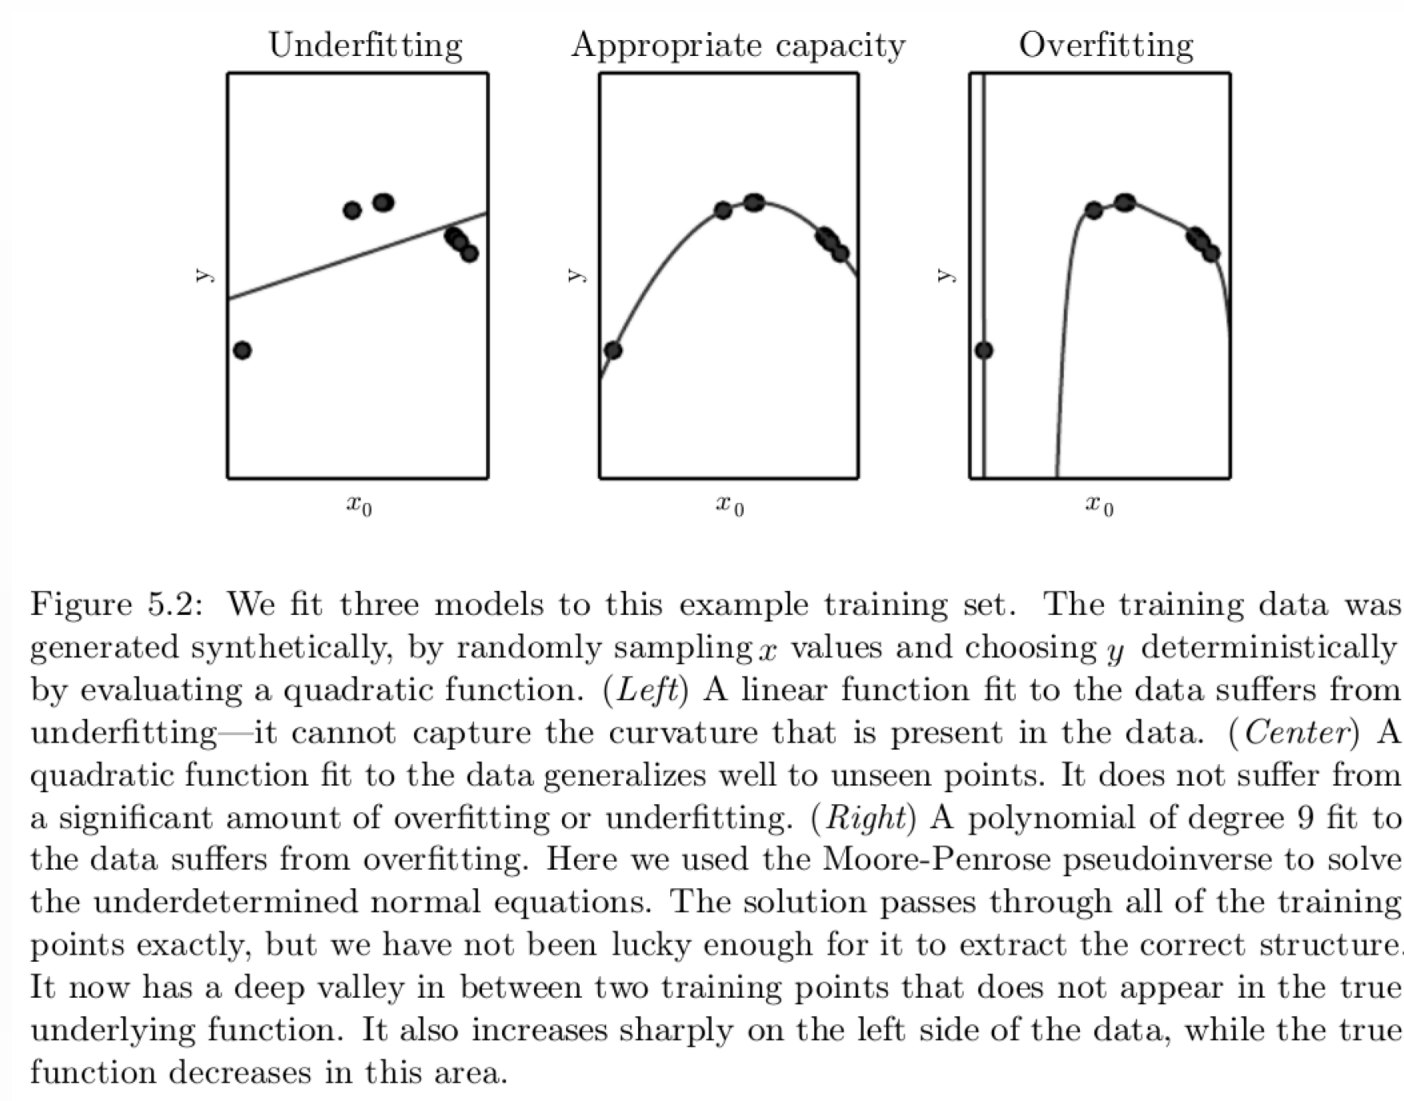 Underfitting Appropriate capacity Overfitting
y y y
x0 x0 x0
Figure 5.2: We fit three models to this example training set. The training data was
generated synthetically, by randomly sampling x values and choosing y deterministically
by evaluating a quadratic function. (Left) A linear function fit to the data suffers from
underfitting—it cannot capture the curvature that is present in the data. (Center) A
quadratic function fit to the data generalizes well to unseen points. It does not suffer from
a significant amount of overfitting or underfitting. (Right) A polynomial of degree 9 fit to
the data suffers from overfitting. Here we used the Moore-Penrose pseudoinverse to solve
the underdetermined normal equations. The solution passes through all of the training
points exactly, but we have not been lucky enough for it to extract the correct structure.
It now has a deep valley in between two training points that does not appear in the true
underlying function. It also increases sharply on the left side of the data, while the true
function decreases in this area.